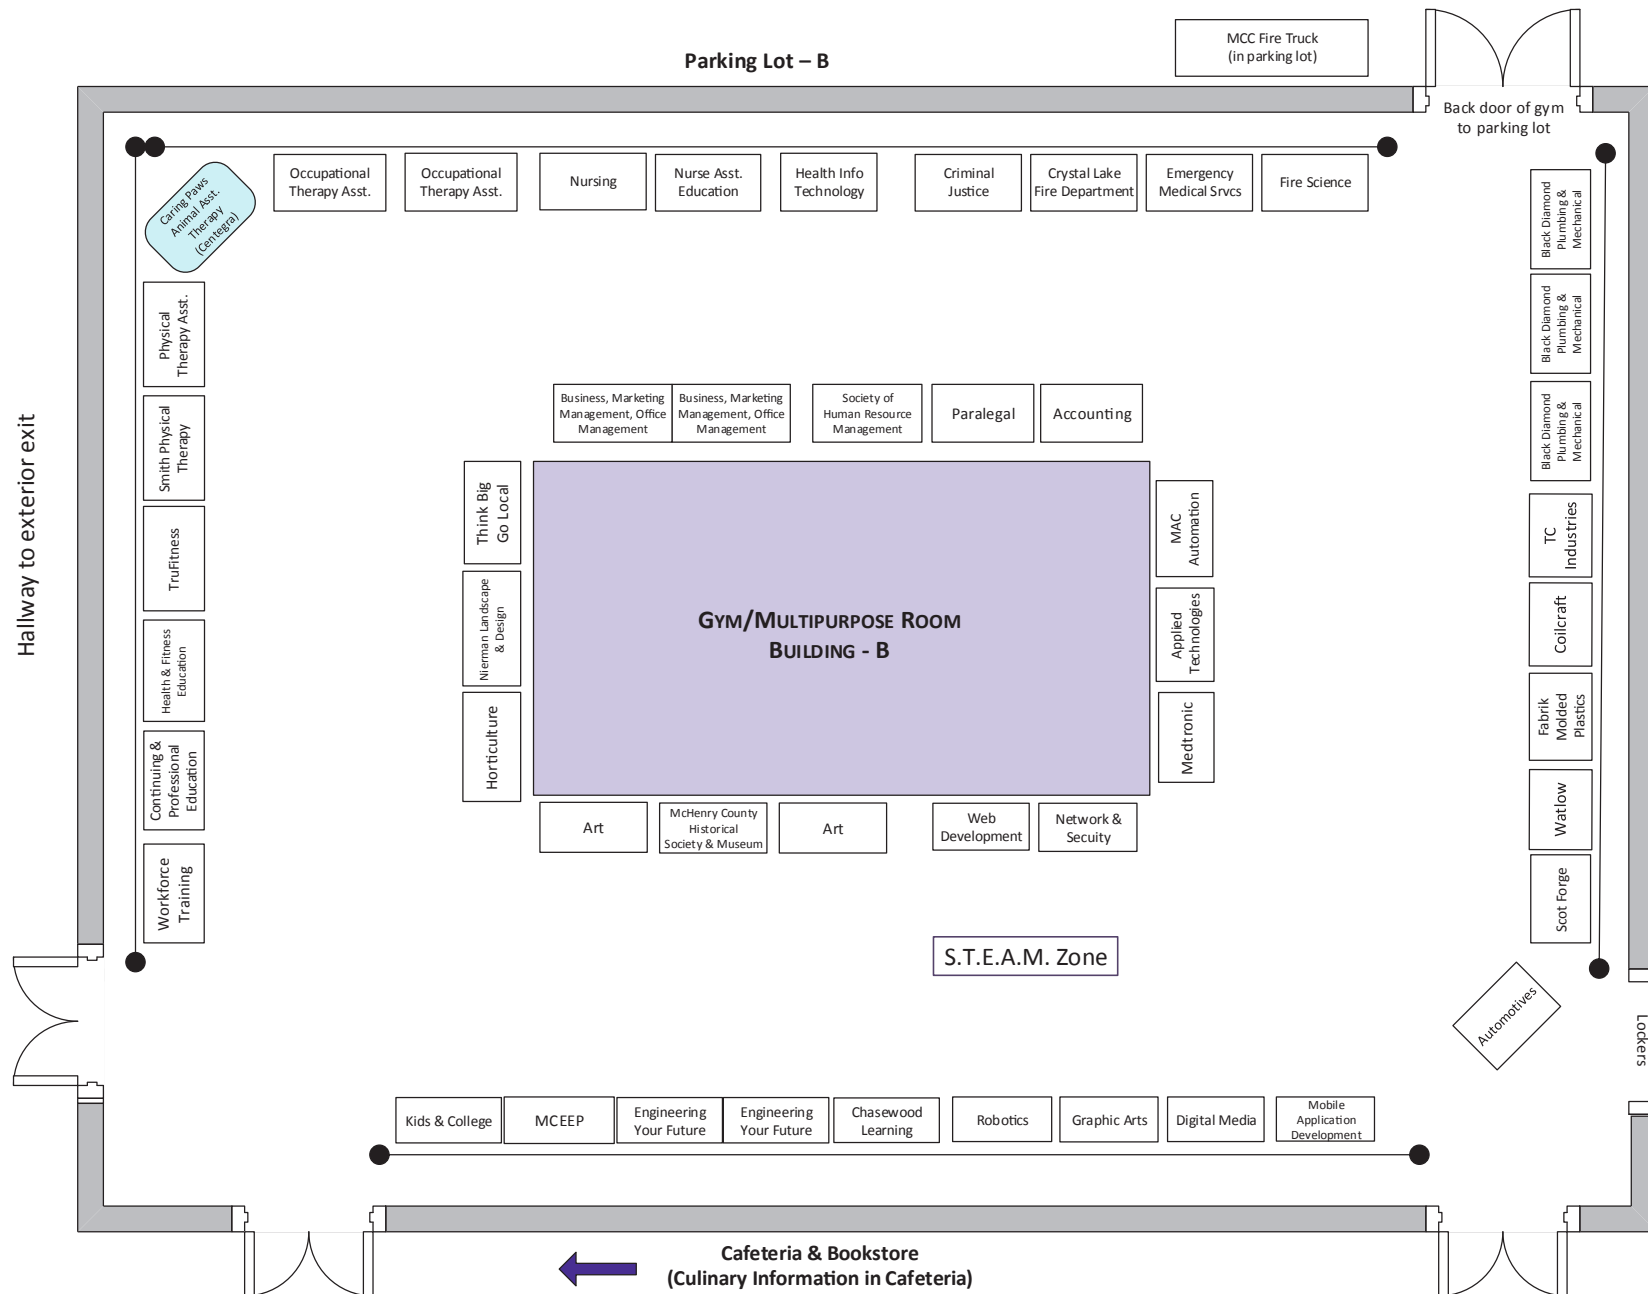 MCC Fire Truck
(in parking lot)
Parking Lot – B
Back door of gym
to parking lot
Caring Paws
Animal Asst.
Therapy
(Centegra)
Occupational
Therapy Asst.
Occupational
Therapy Asst.
Nursing
Nurse Asst.
Education
Health Info
Technology
Criminal
Justice
Crystal Lake
Fire Department
Emergency
Medical Srvcs
Fire Science
Black Diamond
Plumbing &
Mechanical
Black Diamond
Plumbing &
Mechanical
Black Diamond
Plumbing &
Mechanical
TC
Industries
Coilcraft
Fabrik
Molded
Plastics
Watlow
Scot Forge
Automotives
Lockers
Hallway to exterior exit
Physical
Therapy Asst.
Smith Physical
Therapy
TruFitness
Health & Fitness
Education
Continuing &
Professional
Education
Workforce
Training
Business, Marketing
Management, Office
Management
Business, Marketing
Management, Office
Management
Society of
Human Resource
Management
Paralegal
Accounting
Think Big
Go Local
Nierman Landscape
& Design
Horticulture
Gym/Multipurpose Room
Building - B
MAC
Automation
Applied
Technologies
Medtronic
Art
McHenry County
Historical
Society & Museum
Art
Web
Development
Network &
Secuity
S.T.E.A.M. Zone
Kids & College
MCEEP
Engineering
Your Future
Engineering
Your Future
Chasewood
Learning
Robotics
Graphic Arts
Digital Media
Mobile
Application
Development
Cafeteria & Bookstore
(Culinary Information in Cafeteria)